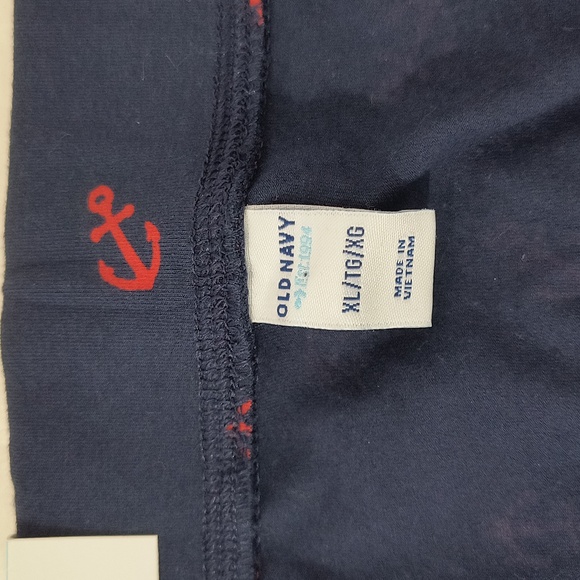 OLD NAVY
Est. 1994
XL/TG/XG
MADE IN
VIETNAM